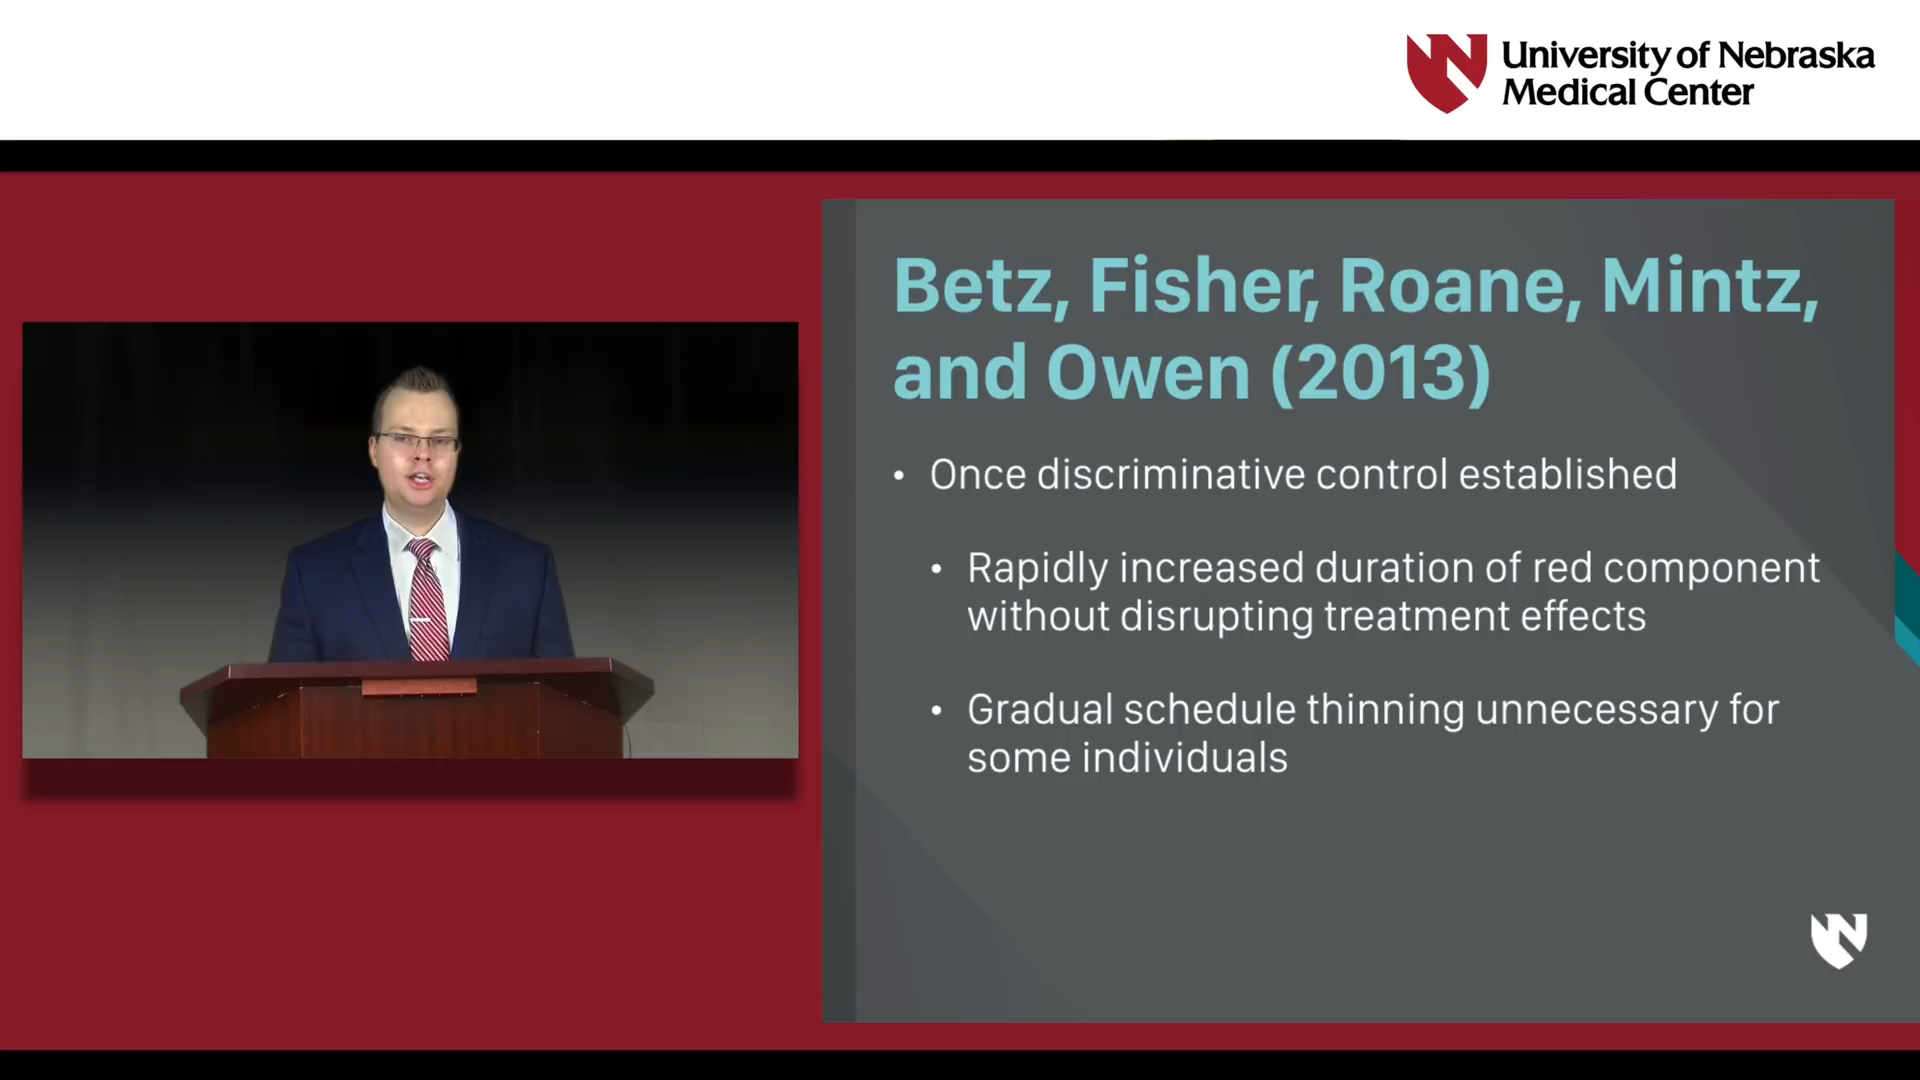 University of Nebraska
Medical Center
Betz, Fisher, Roane, Mintz,
and Owen (2013)
• Once discriminative control established
• Rapidly increased duration of red component
without disrupting treatment effects
• Gradual schedule thinning unnecessary for
some individuals